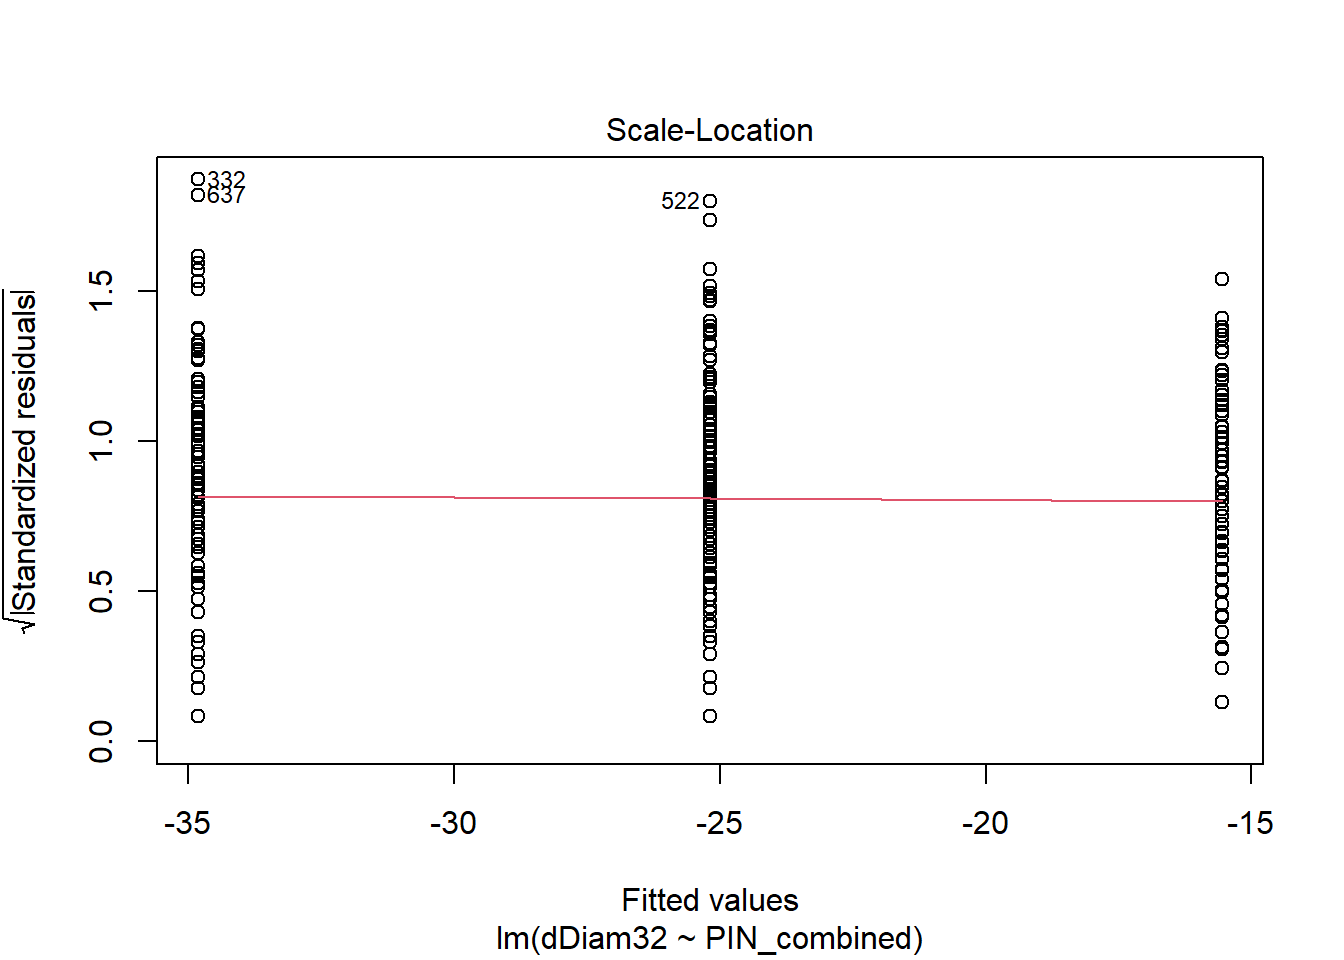 Scale-Location
332
637
522
√|Standardized residuals|
0.0 0.5 1.0 1.5
-35 -30 -25 -20 -15
Fitted values
lm(dDiam32 ~ PIN_combined)